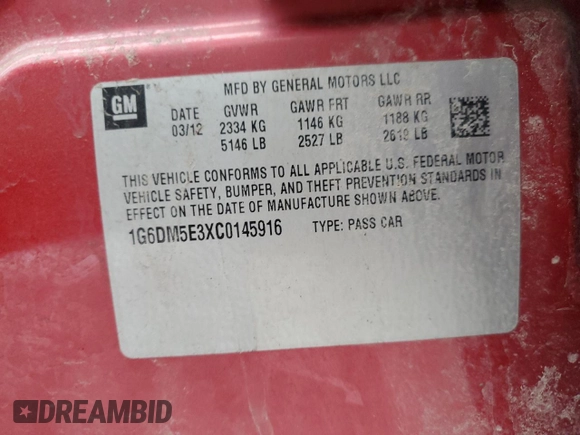 GM
MFD BY GENERAL MOTORS LLC
DATE GVWR GAWR FRT GAWR RR
03/12 2334 KG 1146 KG 1188 KG
5146 LB 2527 LB 2619 LB
THIS VEHICLE CONFORMS TO ALL APPLICABLE U.S. FEDERAL MOTOR
VEHICLE SAFETY, BUMPER, AND THEFT PREVENTION STANDARDS IN
EFFECT ON THE DATE OF MANUFACTURE SHOWN ABOVE.
1G6DM5E3XC0145916 TYPE: PASS CAR
DREAMBID